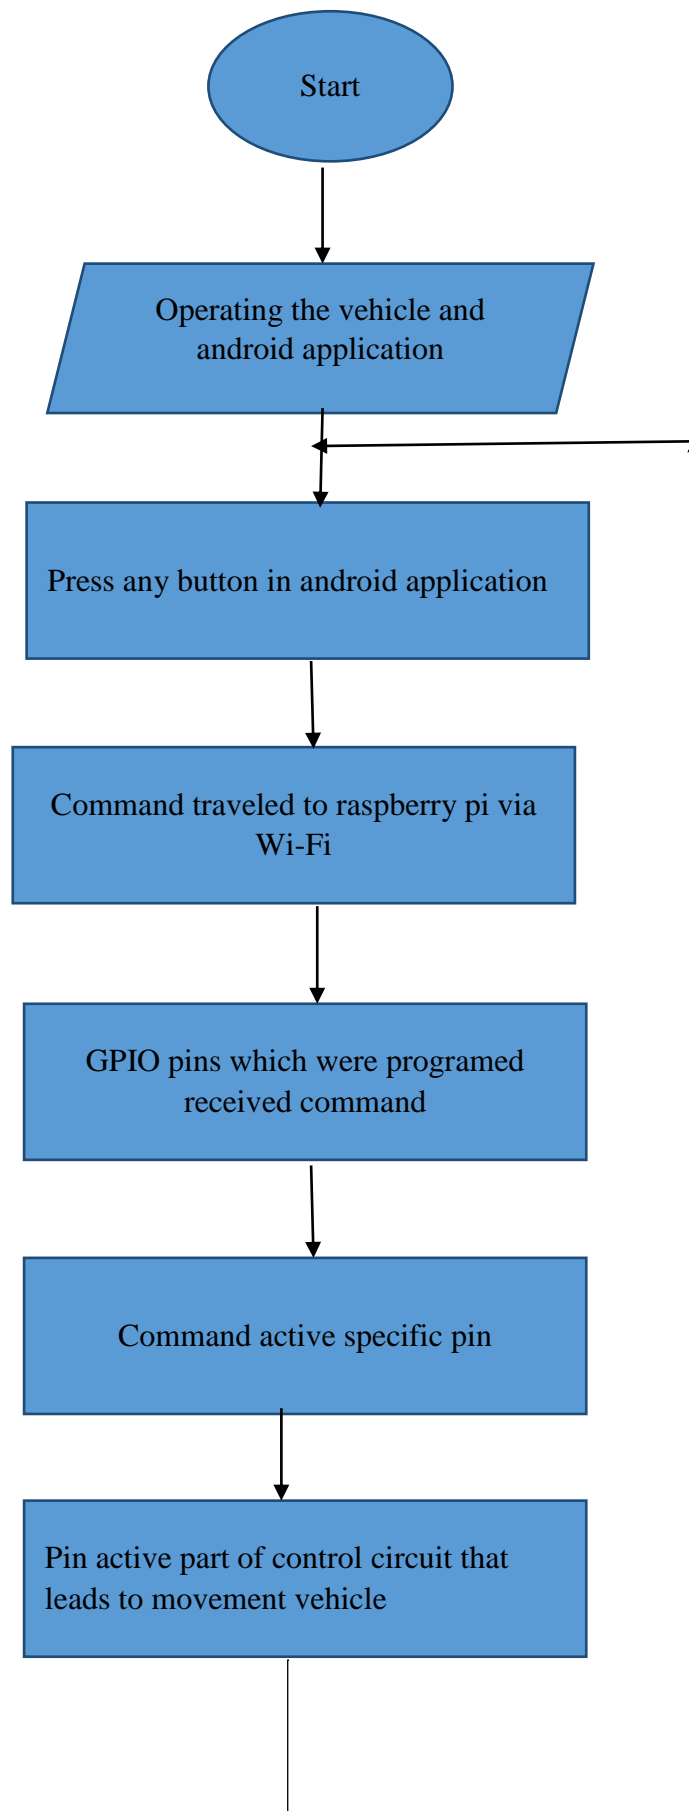 Start
Operating the vehicle and
android application
Press any button in android application
Command traveled to raspberry pi via
Wi-Fi
GPIO pins which were programed
received command
Command active specific pin
Pin active part of control circuit that
leads to movement vehicle